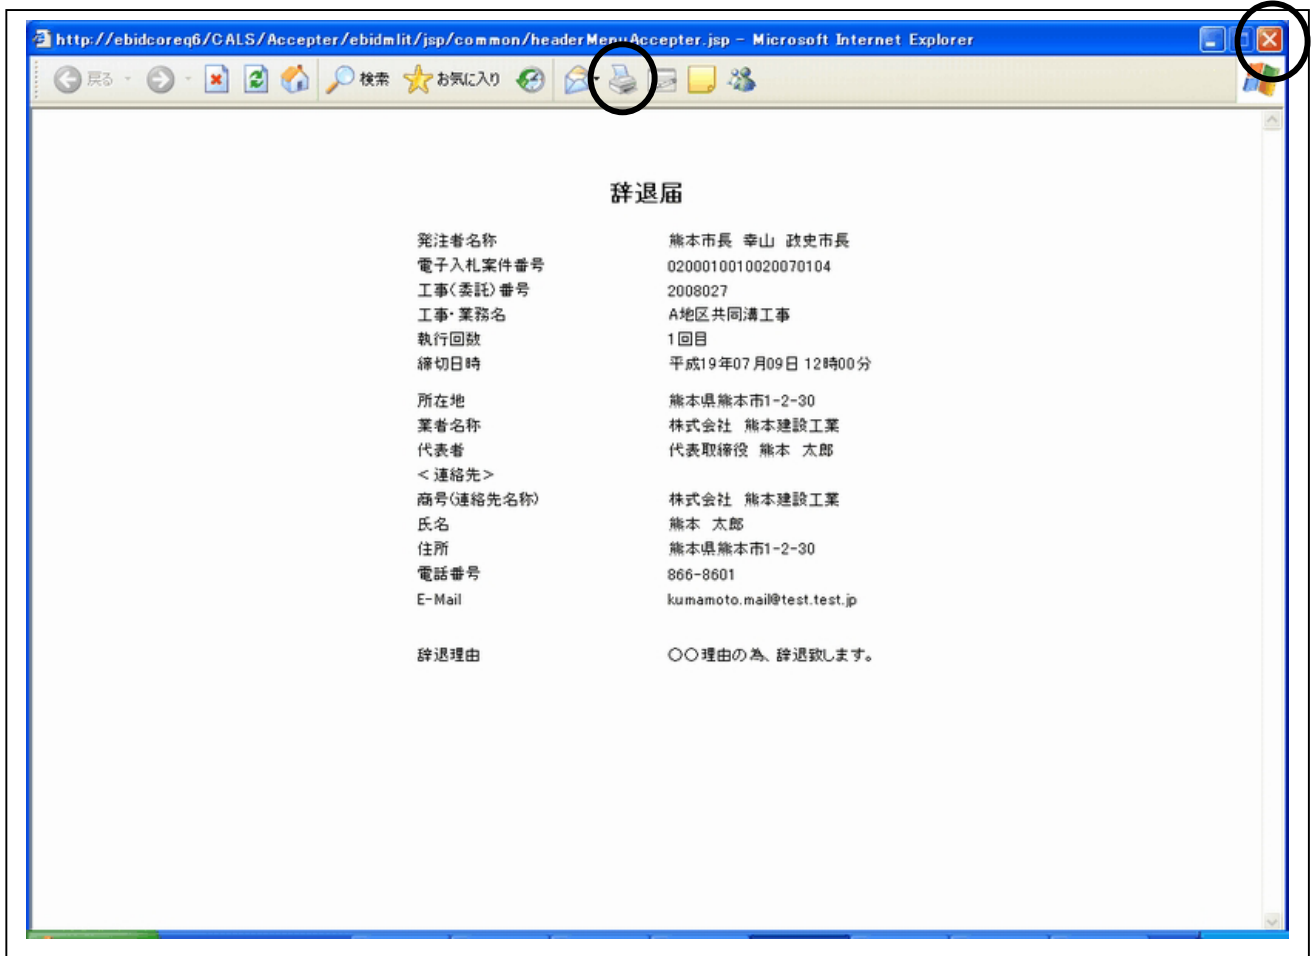 http://ebidcoreq6/CALS/Accepter/ebidmlit/jsp/common/headerMenuAccepter.jsp - Microsoft Internet Explorer
戻る 検索 お気に入り
辞退届
発注者名称 熊本市長 幸山 政史市長
電子入札案件番号 0200010010020070104
工事(委託)番号 2008027
工事・業務名 A地区共同溝工事
執行回数 1回目
締切日時 平成19年07月09日 12時00分
所在地 熊本県熊本市1-2-30
業者名称 株式会社 熊本建設工業
代表者 代表取締役 熊本 太郎
<連絡先>
商号(連絡先名称) 株式会社 熊本建設工業
氏名 熊本 太郎
住所 熊本県熊本市1-2-30
電話番号 866-8601
E-Mail kumamoto.mail@test.test.jp
辞退理由 〇〇理由の為、辞退致します。